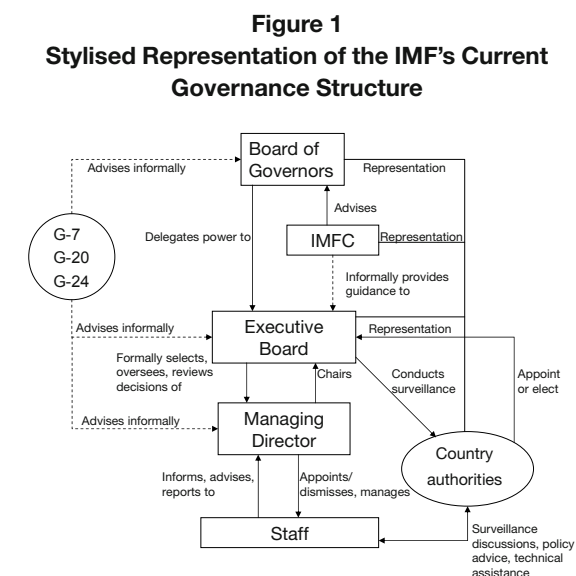 Figure 1
Stylised Representation of the IMF's Current
Governance Structure
Board of
Governors
Advises informally
Representation
Advises
G-7
G-20
G-24
Delegates power to
IMFC
Representation
Informally provides
guidance to
Advises informally
Executive
Board
Representation
Formally selects,
oversees, reviews
decisions of
Chairs
Conducts
surveillance
Appoint
or elect
Advises informally
Managing
Director
Country
authorities
Informs, advises,
reports to
Appoints/
dismisses, manages
Staff
Surveillance
discussions, policy
advice, technical
assistance